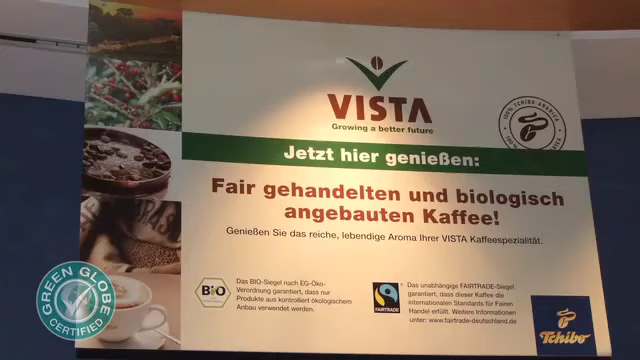 VISTA
Growing a better future
100% TCHIBO ARABICA
Jetzt hier genießen:
Fair gehandelten und biologisch
angebauten Kaffee!
Genießen Sie das reiche, lebendige Aroma Ihrer VISTA Kaffeespezialität.
Bio
Das BIO-Siegel nach EG-Öko-
Verordnung garantiert, dass nur
Produkte aus kontrolliert ökologischem
Anbau verwendet werden.
FAIRTRADE
Das unabhängige FAIRTRADE-Siegel
garantiert, dass dieser Kaffee die
internationalen Standards für Fairen
Handel erfüllt. Weitere Informationen
unter: www.fairtrade-deutschland.de
Tchibo
GREEN GLOBE
CERTIFIED